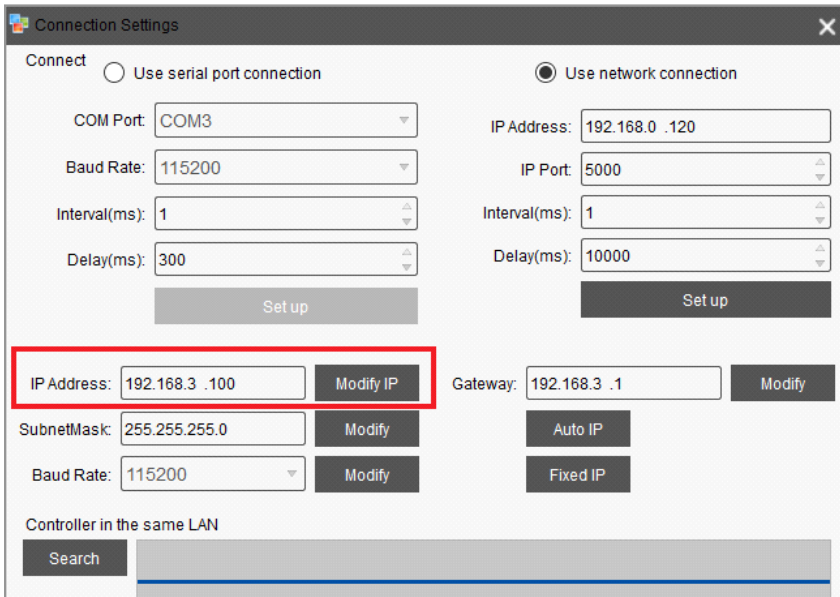 Connection Settings
Connect
Use serial port connection
Use network connection
COM Port: COM3
IP Address: 192.168.0 .120
Baud Rate: 115200
IP Port: 5000
Interval(ms): 1
Interval(ms): 1
Delay(ms): 300
Delay(ms): 10000
Set up
Set up
IP Address: 192.168.3 .100 Modify IP
Gateway: 192.168.3 .1 Modify
SubnetMask: 255.255.255.0 Modify
Auto IP
Baud Rate: 115200 Modify
Fixed IP
Controller in the same LAN
Search